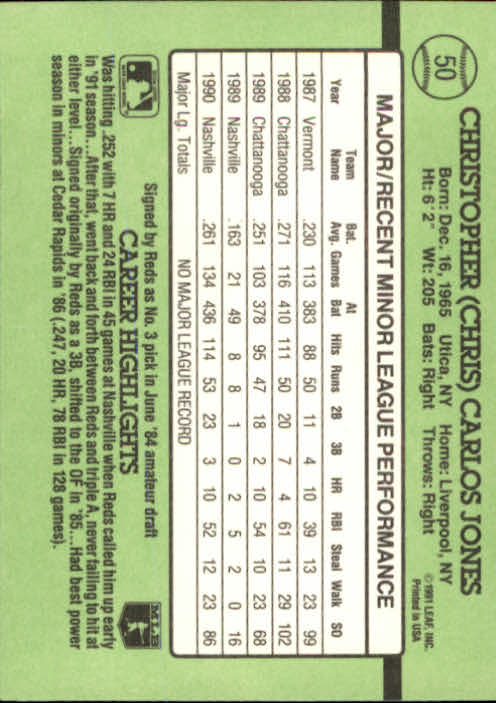 50
CHRISTOPHER (CHRIS) CARLOS JONES
Born: Dec. 16, 1965 Utica, NY Home: Liverpool, NY
Ht: 6' 2" Wt: 205 Bats: Right Throws: Right
© 1991 LEAF, INC.
Printed in USA
MAJOR/RECENT MINOR LEAGUE PERFORMANCE
Team Bat. At
Year Name Avg. Games Bat Hits Runs 2B 3B HR RBI Steal Walk SO
1987 Vermont .230 113 383 88 50 11 4 10 39 13 23 99
1988 Chattanooga .271 116 410 111 50 20 7 4 61 11 29 102
1989 Chattanooga .251 103 378 95 47 18 2 10 54 10 23 68
1989 Nashville .163 21 49 8 8 1 0 2 5 2 0 16
1990 Nashville .261 134 436 114 53 23 3 10 52 12 23 86
Major Lg. Totals NO MAJOR LEAGUE RECORD
Signed by Reds as No. 3 pick in June '84 amateur draft
CAREER HIGHLIGHTS
Was hitting .252 with 7 HR and 24 RBI in 45 games at Nashville when Reds called him up early
in '91 season...After that, went back and forth between Reds and triple A, never failing to hit at
either level...Signed originally by Reds as a 3B, shifted to the OF in '85...Had best power
season in minors at Cedar Rapids in '86 (.247, 20 HR, 78 RBI in 128 games).